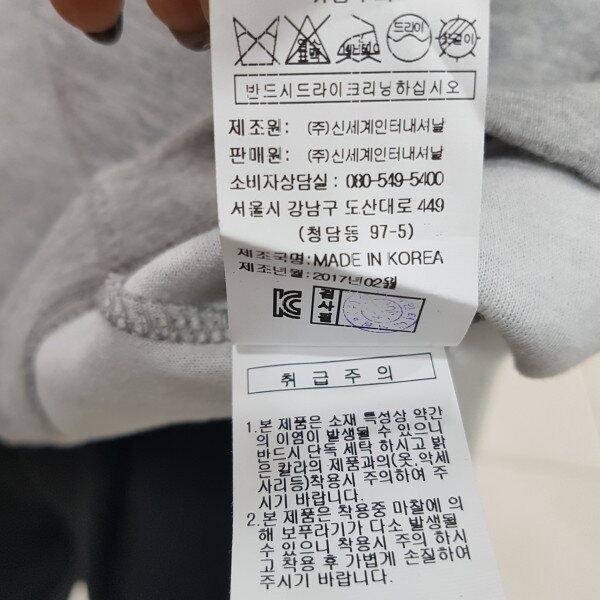 드라이
반드시드라이크리닝하십시오
제조원: (주)신세계인터내셔날
판매원: (주)신세계인터내셔날
소비자상담실: 080-549-5400
서울시 강남구 도산대로 449
(청담동 97-5)
제조국명: MADE IN KOREA
제조년월: 2017년02월
검사필
취급주의
1.본 제품은 소재 특성상 약간
의 이염이 발생될 수 있으니
반드시 단독 세탁 하시고 밝
은 칼라의 제품과의(옷,악세
사리등)착용시 주의하여 주
시기 바랍니다.
2.본 제품은 착용중 마찰에 의
해 보푸라기가 다소 발생될
수 있으니 착용시 주의 하시
고 착용 후 가볍게 손질하여
주시기 바랍니다.